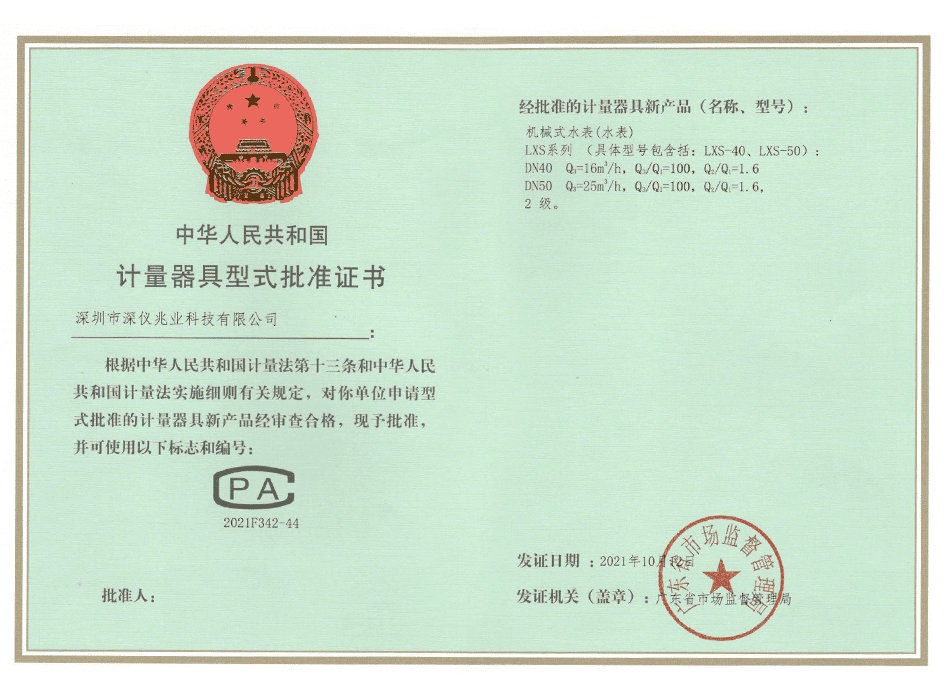 中华人民共和国
计量器具型式批准证书
深圳市深仪兆业科技有限公司
:
根据中华人民共和国计量法第十三条和中华人民
共和国计量法实施细则有关规定，对你单位申请型
式批准的计量器具新产品经审查合格，现予批准，
并可使用以下标志和编号：
CPA
2021F342-44
批准人：
经批准的计量器具新产品（名称、型号）：
机械式水表(水表)
LXS系列 （具体型号包含括：LXS-40、LXS-50）：
DN40 Q₃=16m³/h，Q₃/Q₁=100，Q₂/Q₁=1.6
DN50 Q₃=25m³/h，Q₃/Q₁=100，Q₂/Q₁=1.6，
2 级。
发证日期 ：2021年10月
发证机关（盖章）：广东省市场监督管理局
广东省市场监督管理局